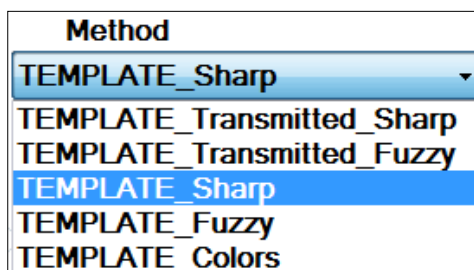 Method
TEMPLATE_Sharp
TEMPLATE_Transmitted_Sharp
TEMPLATE_Transmitted_Fuzzy
TEMPLATE_Sharp
TEMPLATE_Fuzzy
TEMPLATE_Colors